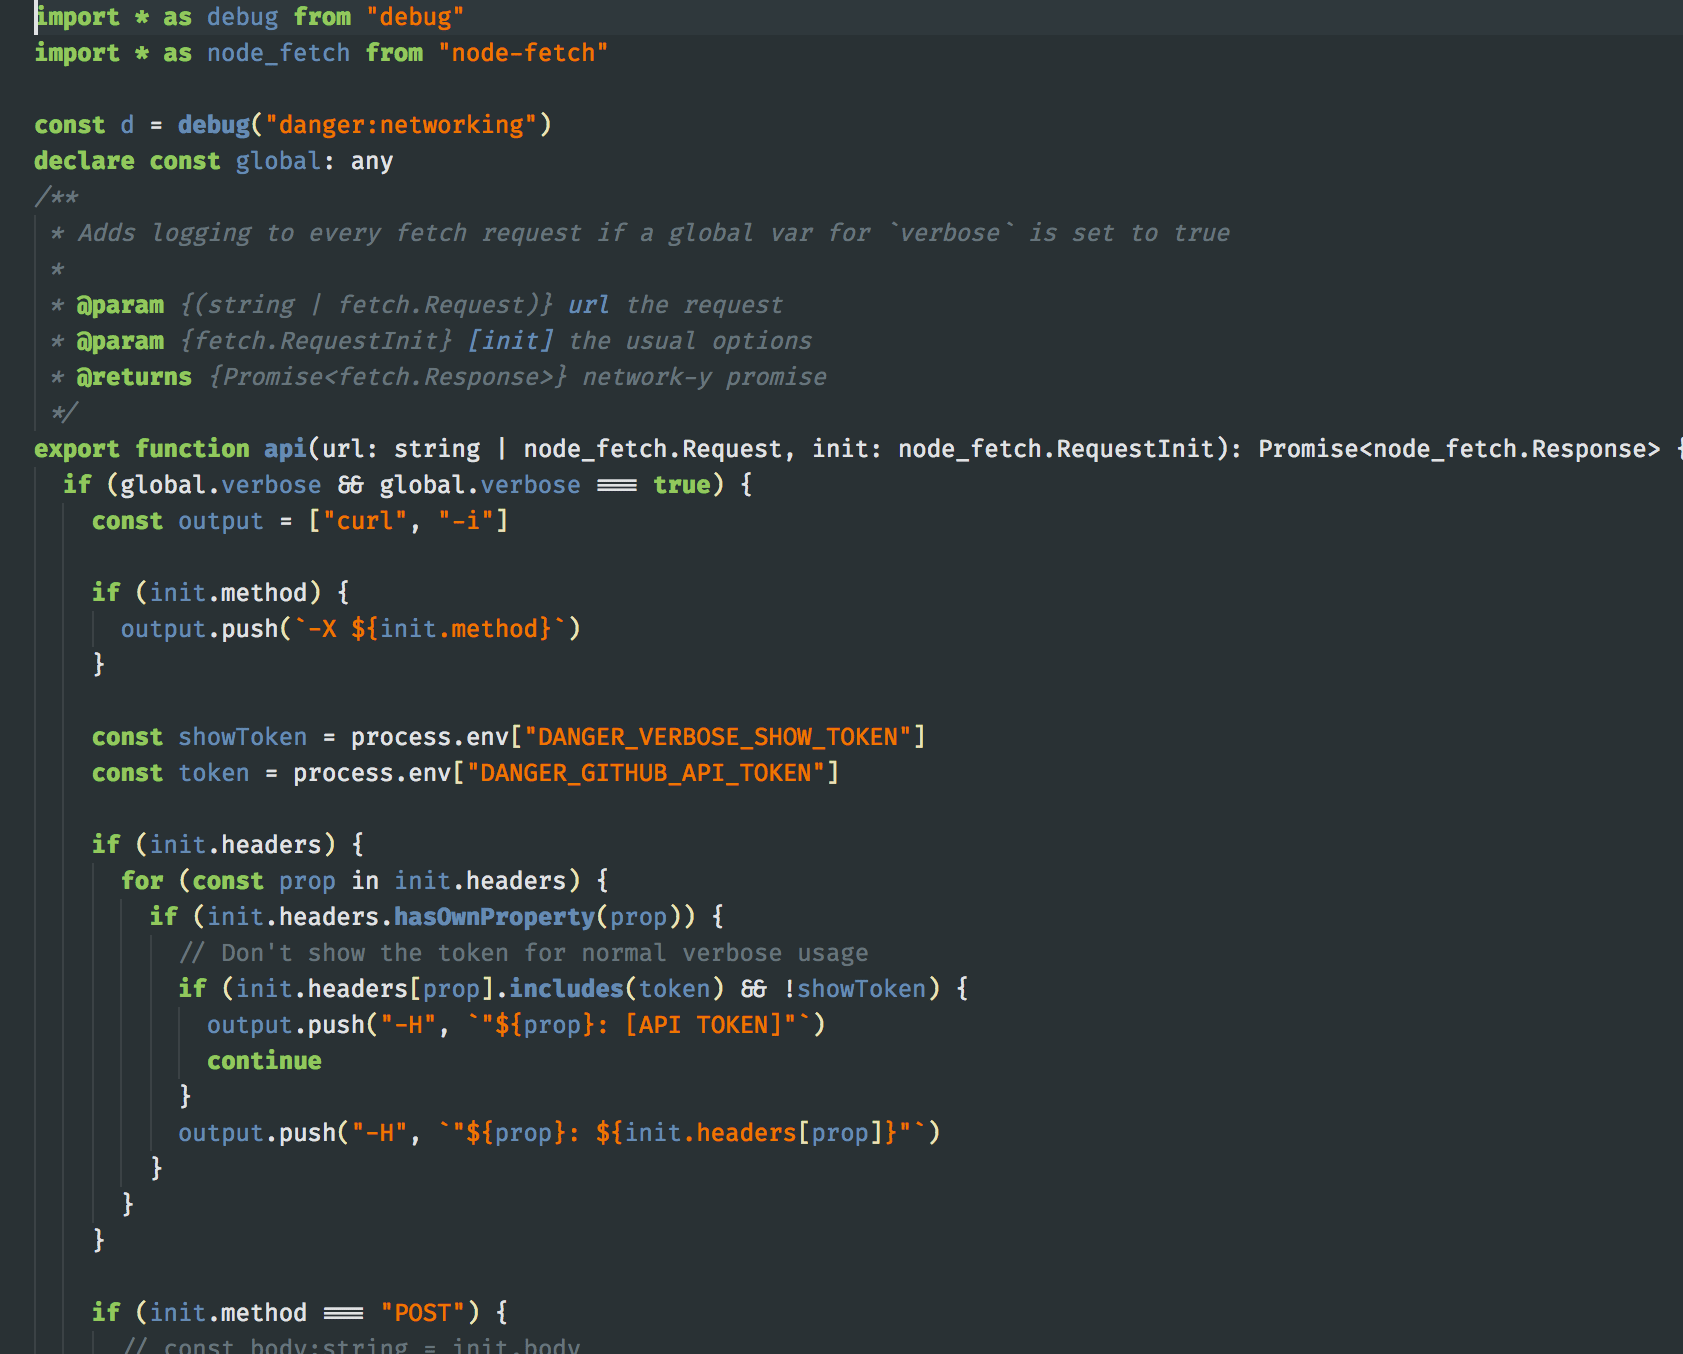 import * as debug from "debug"
import * as node_fetch from "node-fetch"
const d = debug("danger:networking")
declare const global: any
/**
* Adds logging to every fetch request if a global var for `verbose` is set to true
*
* @param {(string | fetch.Request)} url the request
* @param {fetch.RequestInit} [init] the usual options
* @returns {Promise<fetch.Response>} network-y promise
*/
export function api(url: string | node_fetch.Request, init: node_fetch.RequestInit): Promise<node_fetch.Response> {
if (global.verbose && global.verbose === true) {
const output = ["curl", "-i"]
if (init.method) {
output.push(`-X ${init.method}`)
}
const showToken = process.env["DANGER_VERBOSE_SHOW_TOKEN"]
const token = process.env["DANGER_GITHUB_API_TOKEN"]
if (init.headers) {
for (const prop in init.headers) {
if (init.headers.hasOwnProperty(prop)) {
// Don't show the token for normal verbose usage
if (init.headers[prop].includes(token) && !showToken) {
output.push("-H", `"${prop}: [API TOKEN]"`)
continue
}
output.push("-H", `"${prop}: ${init.headers[prop]}"`)
}
}
}
if (init.method === "POST") {
// const body:string = init.body